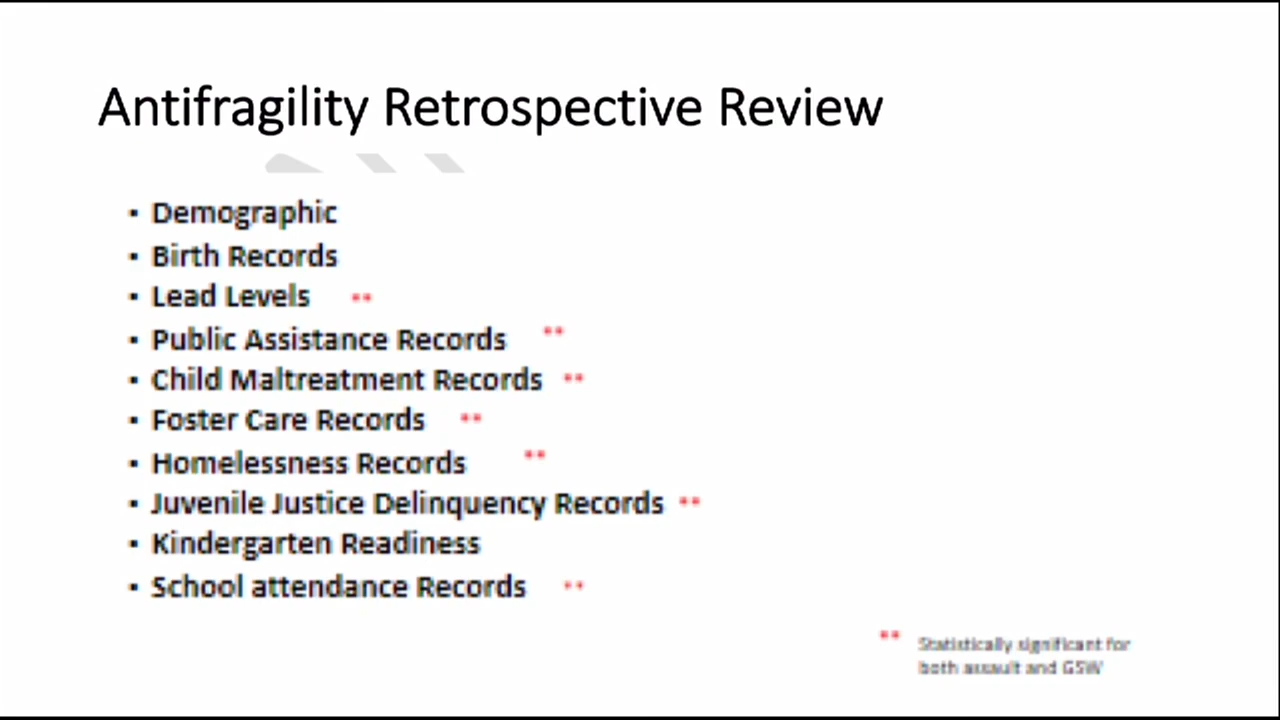 Antifragility Retrospective Review
▪ Demographic
▪ Birth Records
▪ Lead Levels **
▪ Public Assistance Records **
▪ Child Maltreatment Records **
▪ Foster Care Records **
▪ Homelessness Records **
▪ Juvenile Justice Delinquency Records **
▪ Kindergarten Readiness
▪ School attendance Records **
** Statistically significant for
both assault and GSW